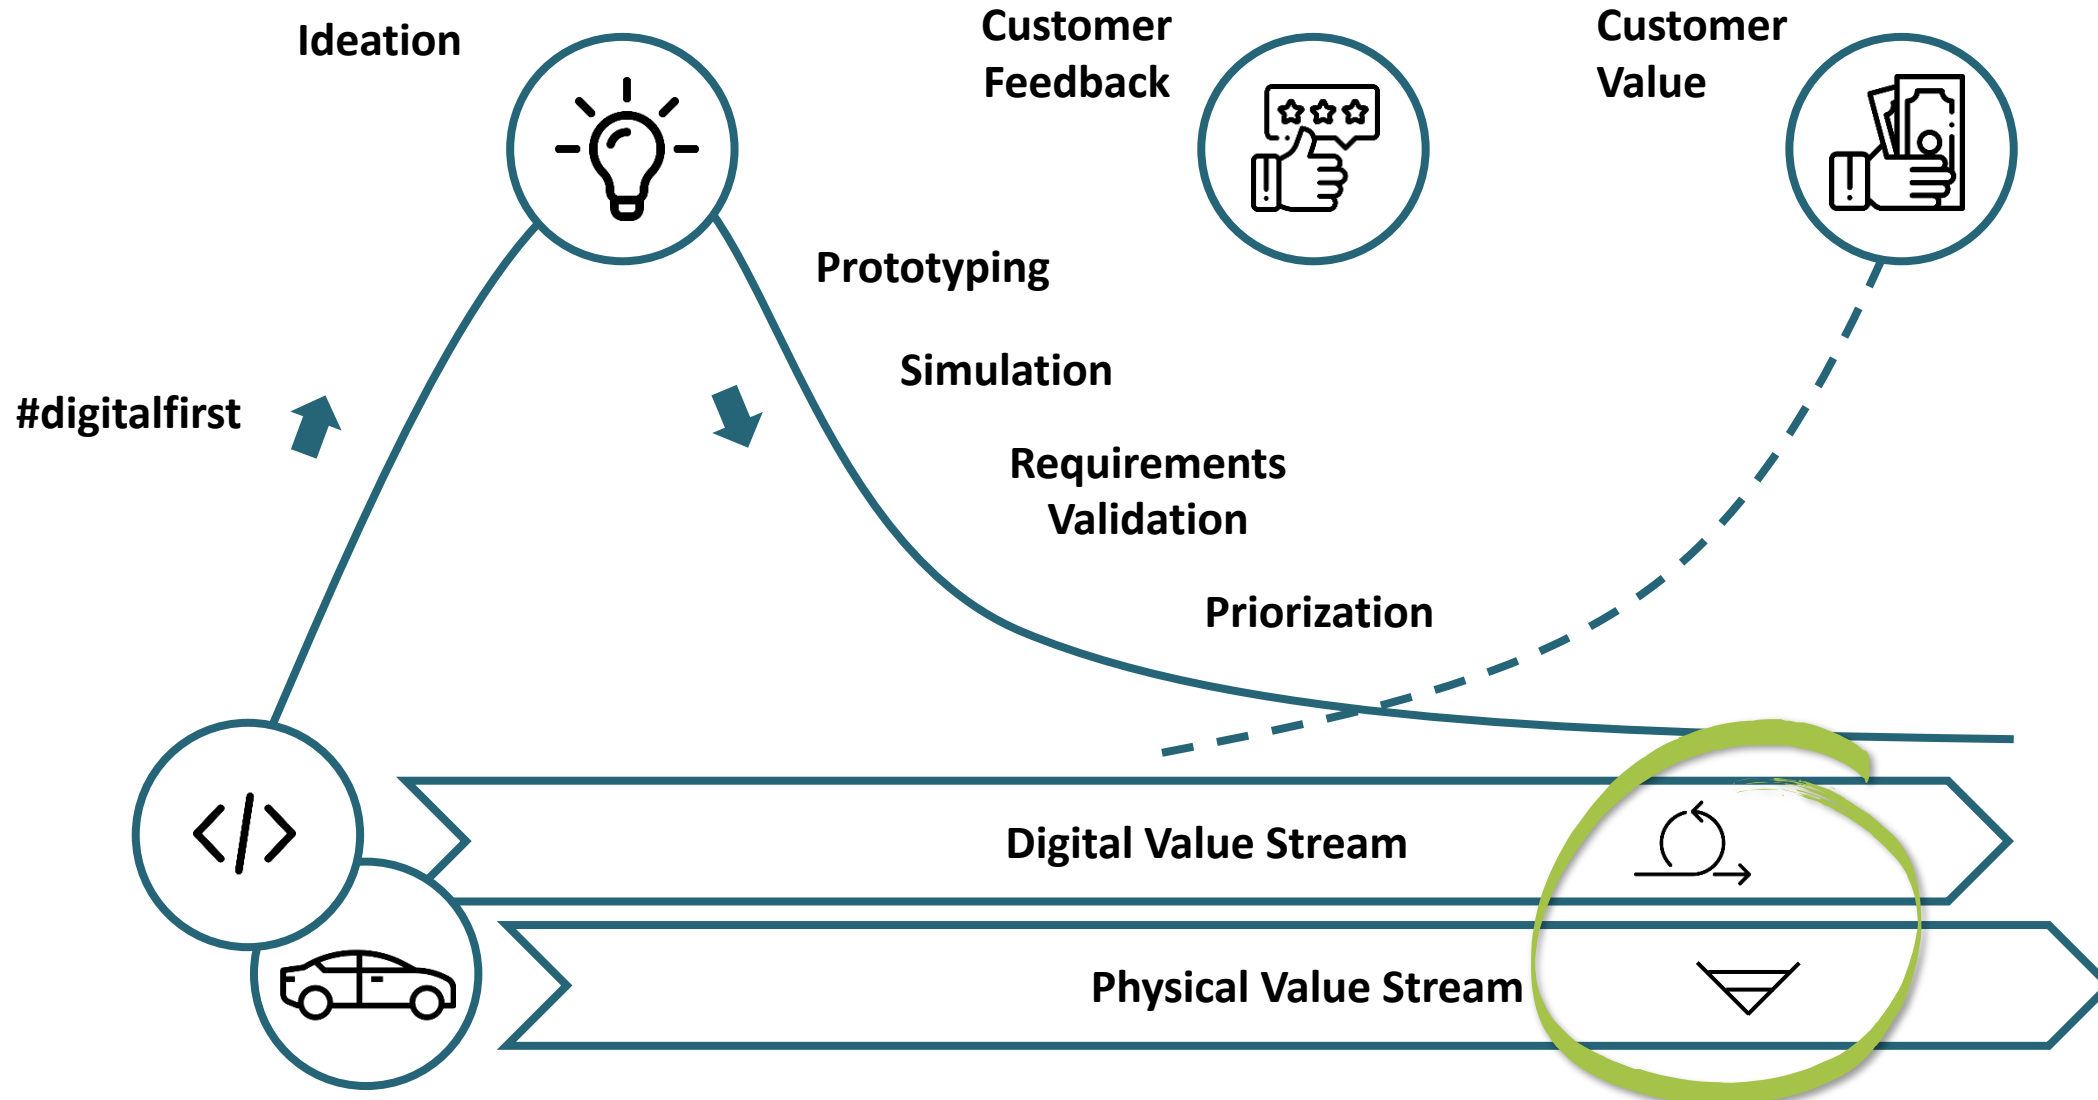 Ideation
Customer
Feedback
Customer
Value
Prototyping
Simulation
#digitalfirst
Requirements
Validation
Priorization
</>
Digital Value Stream
Physical Value Stream